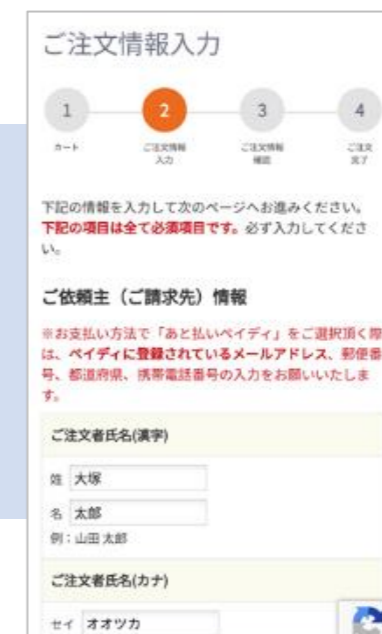 ご注文情報入力
1 2 3 4
カート ご注文情報 ご注文情報 ご注文
入力 確認 完了
下記の情報を入力して次のページへお進みください。
下記の項目は全て必須項目です。必ず入力してくださ
い。
ご依頼主（ご請求先）情報
※お支払い方法で「あと払いペイディ」をご選択頂く際
は、ペイディに登録されているメールアドレス、郵便番
号、都道府県、携帯電話番号の入力をお願いいたしま
す。
ご注文者氏名(漢字)
姓 大塚
名 太郎
例：山田 太郎
ご注文者氏名(カナ)
セイ オオツカ